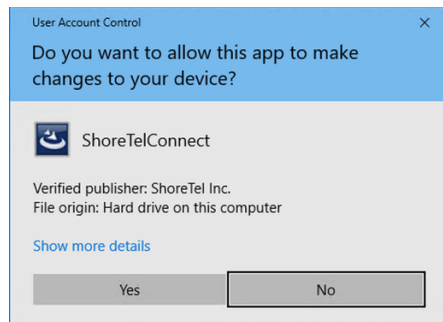 User Account Control
Do you want to allow this app to make
changes to your device?
ShoreTelConnect
Verified publisher: ShoreTel Inc.
File origin: Hard drive on this computer
Show more details
Yes No